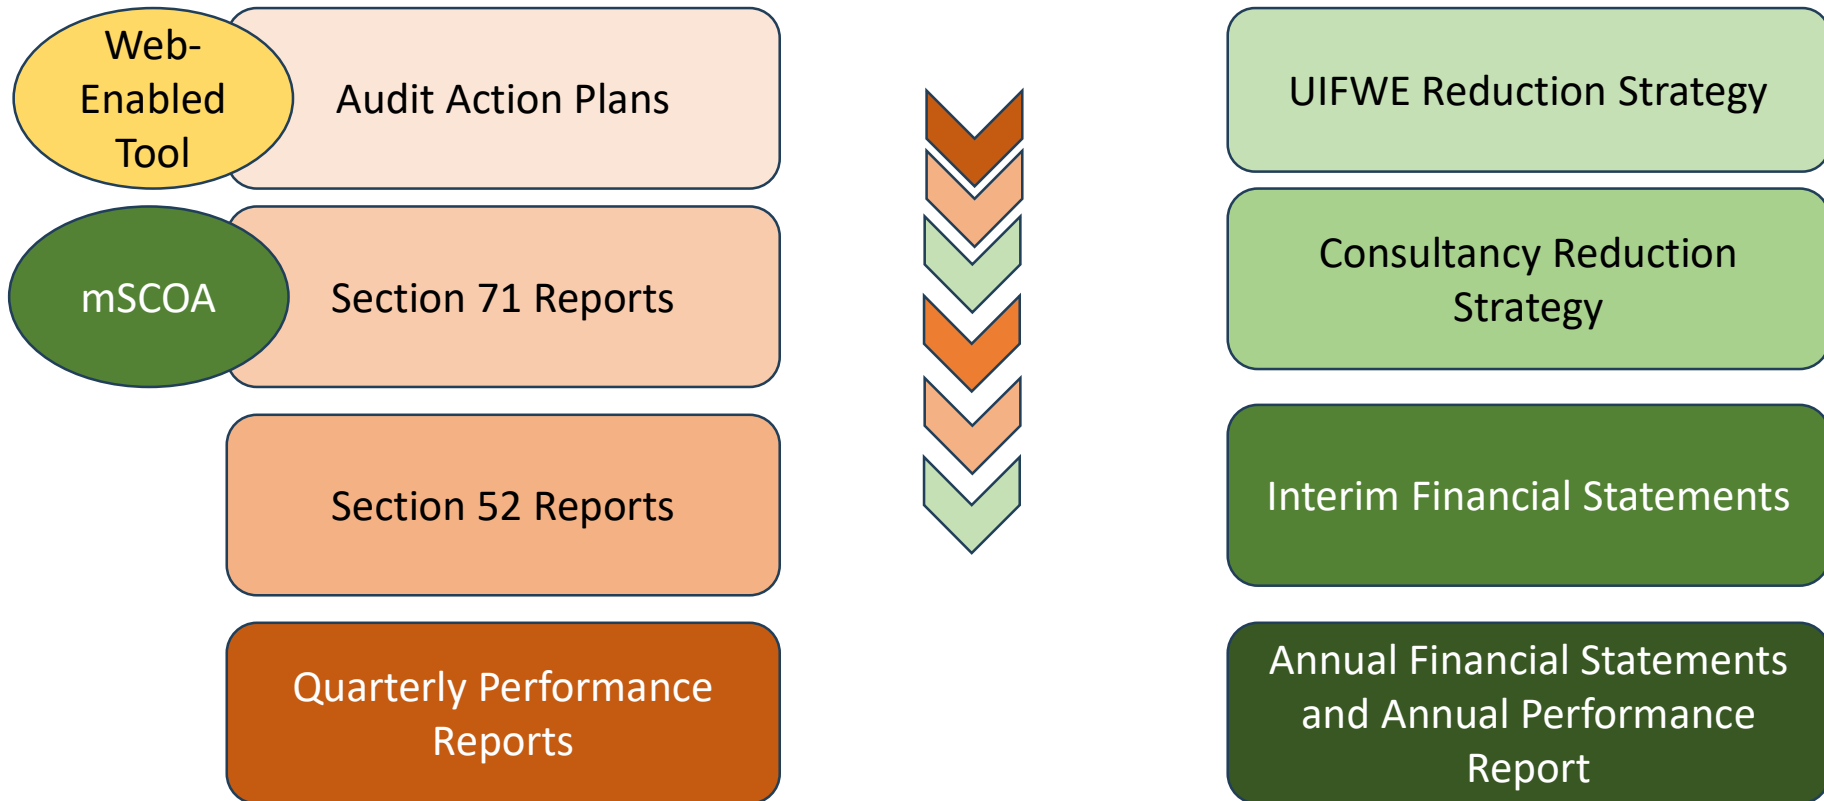 Web-
Enabled
Tool
Audit Action Plans
mSCOA
Section 71 Reports
Section 52 Reports
Quarterly Performance
Reports
UIFWE Reduction Strategy
Consultancy Reduction
Strategy
Interim Financial Statements
Annual Financial Statements
and Annual Performance
Report